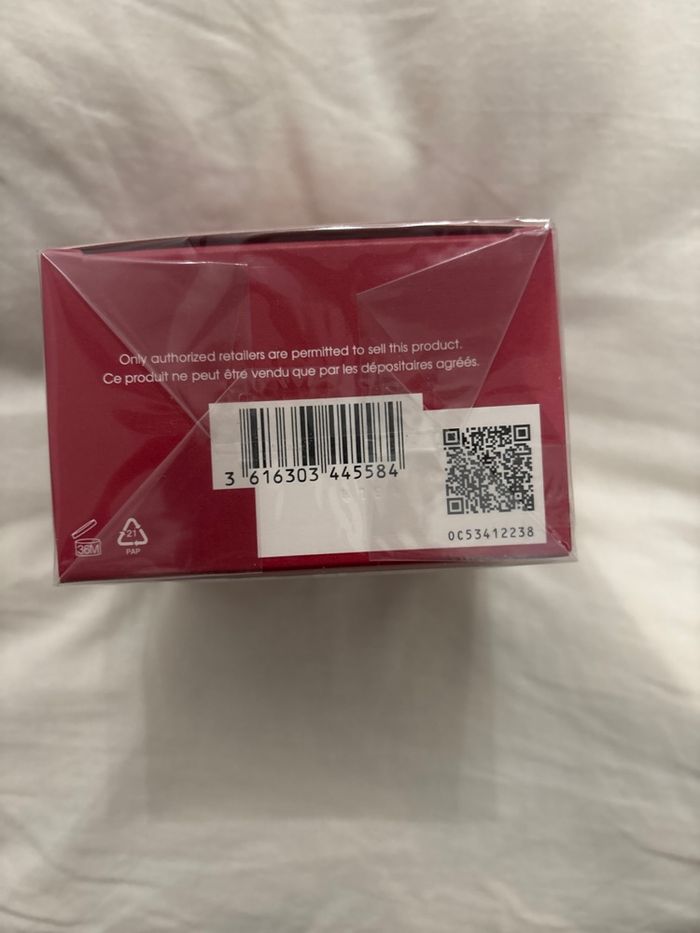 Only authorized retailers are permitted to sell this product.
Ce produit ne peut être vendu que par les dépositaires agréés.
3 616303 445584
0C53412238
36M
21
PAP